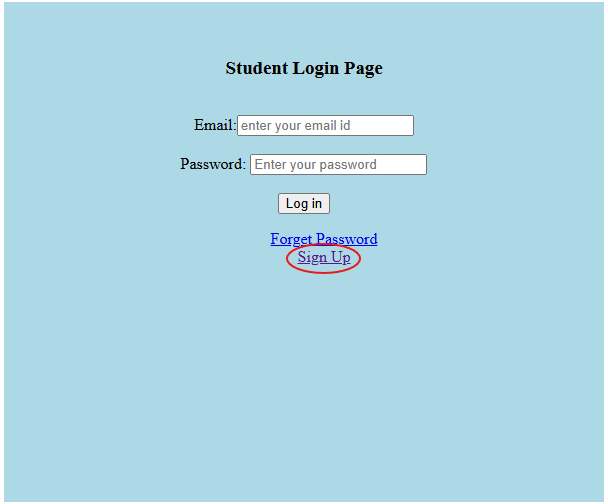 Student Login Page
Email: enter your email id
Password: Enter your password
Log in
Forget Password
Sign Up